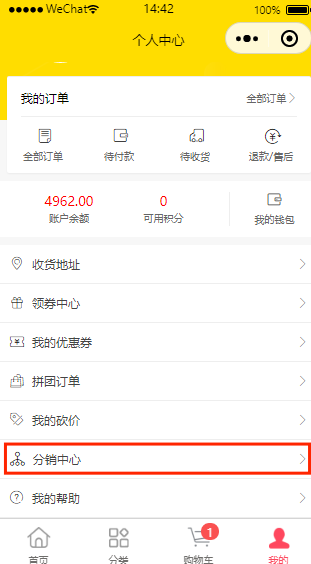 WeChat 14:42 100%
个人中心
我的订单 全部订单
全部订单 待付款 待收货 退款/售后
4962.00 0
账户余额 可用积分 我的钱包
收货地址
领券中心
我的优惠券
拼团订单
我的砍价
分销中心
我的帮助
1
首页 分类 购物车 我的